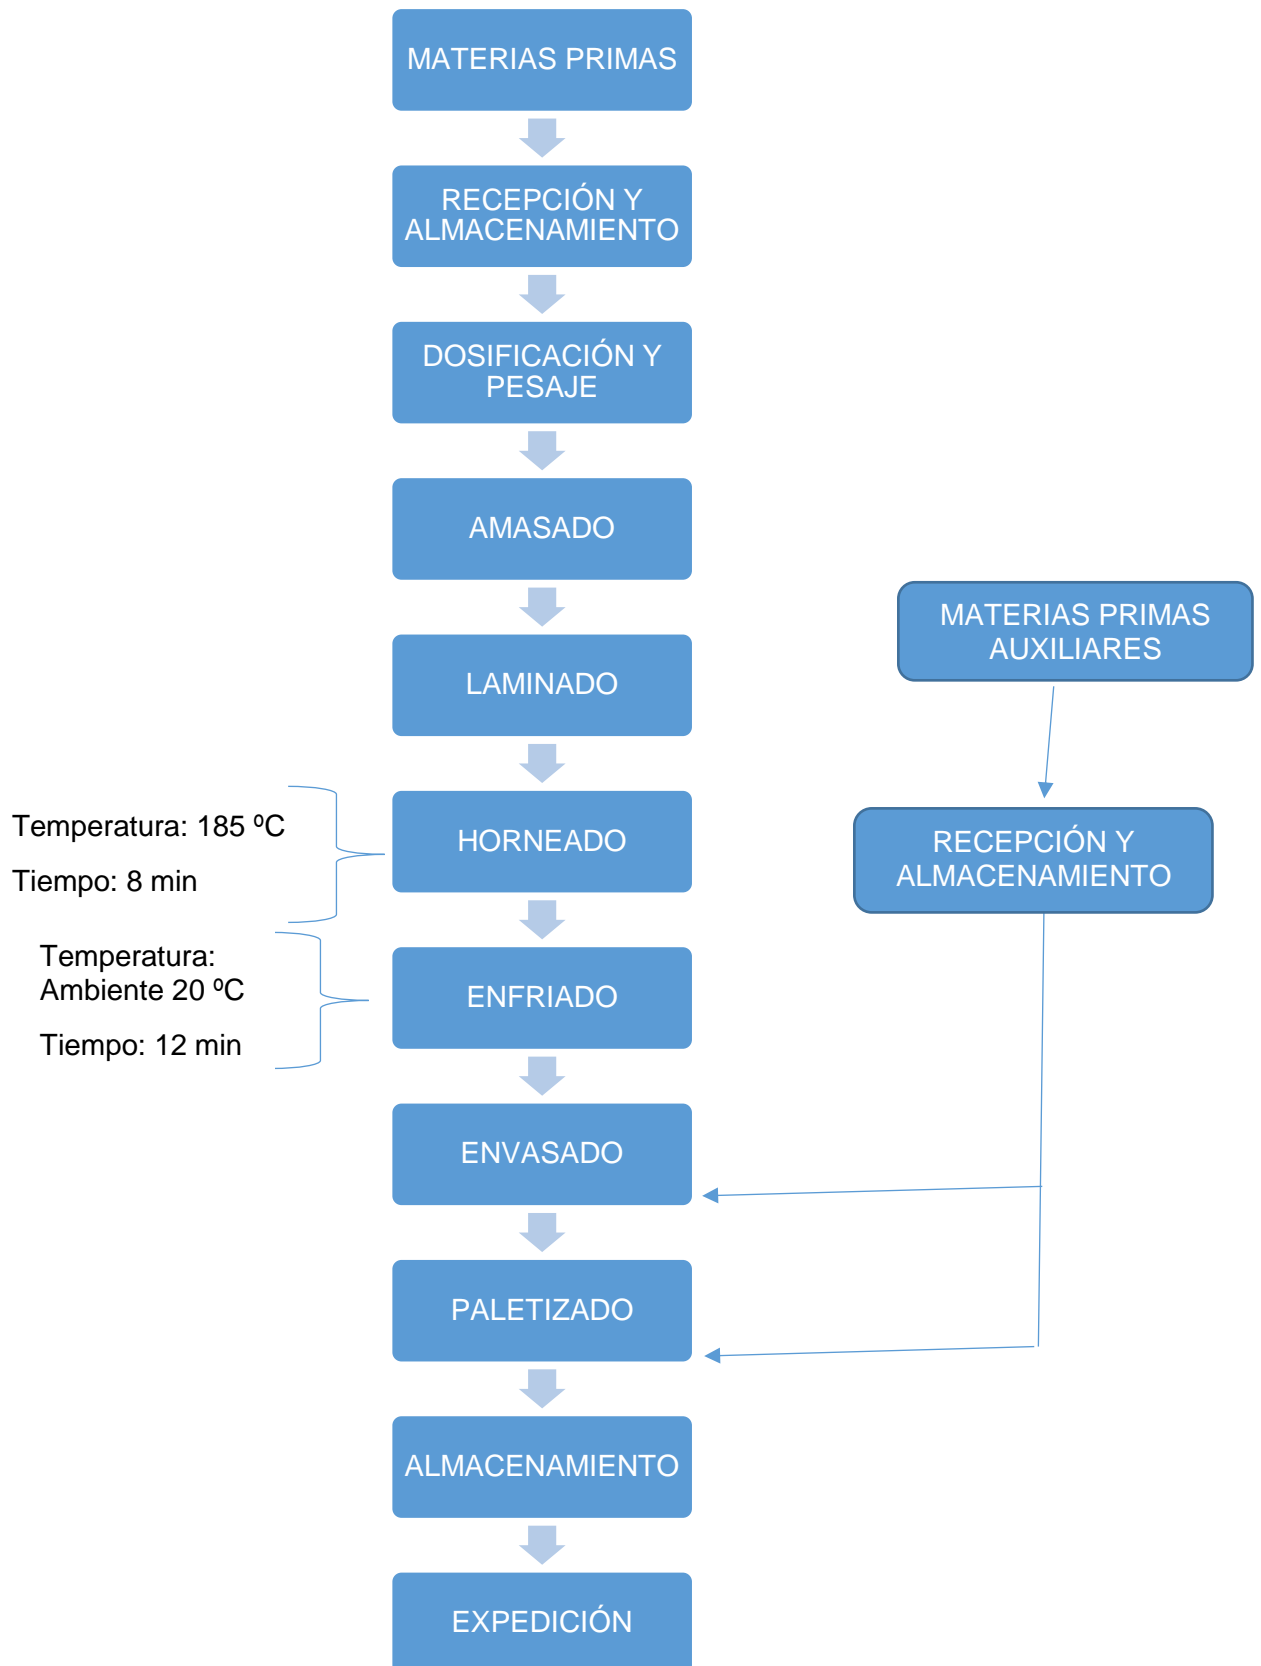 MATERIAS PRIMAS
RECEPCIÓN Y
ALMACENAMIENTO
DOSIFICACIÓN Y
PESAJE
AMASADO
LAMINADO
MATERIAS PRIMAS
AUXILIARES
Temperatura: 185 ºC
Tiempo: 8 min
HORNEADO
RECEPCIÓN Y
ALMACENAMIENTO
Temperatura:
Ambiente 20 ºC
Tiempo: 12 min
ENFRIADO
ENVASADO
PALETIZADO
ALMACENAMIENTO
EXPEDICIÓN